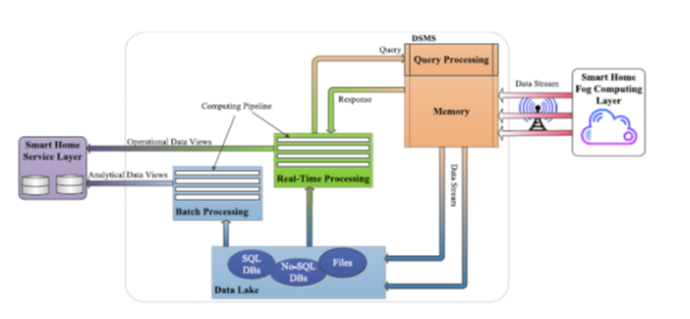 DSMS
Query
Query Processing
Memory
Data Stream
Smart Home
Fog Computing
Layer
Response
Computing Pipeline
Smart Home
Service Layer
Operational Data Views
Analytical Data Views
Real-Time Processing
Batch Processing
Data Stream
SQL
DBs
No-SQL
DBs
Files
Data Lake